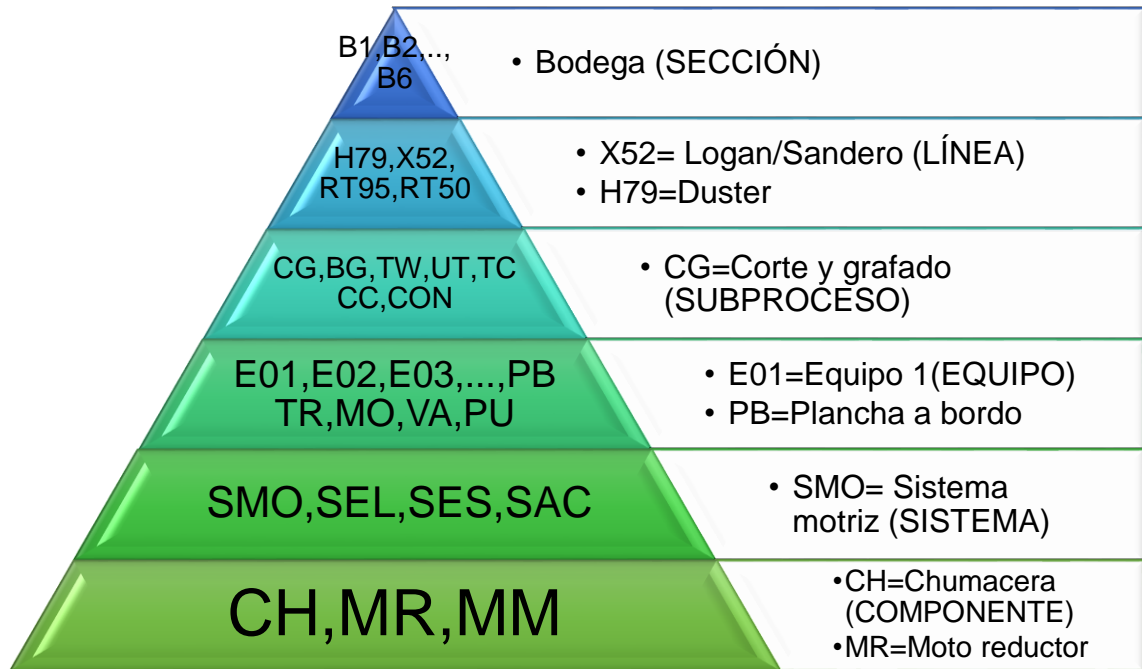 B1,B2,..,
B6
• Bodega (SECCIÓN)
H79,X52,
RT95,RT50
• X52= Logan/Sandero (LÍNEA)
• H79=Duster
CG,BG,TW,UT,TC
CC,CON
• CG=Corte y grafado
(SUBPROCESO)
E01,E02,E03,...,PB
TR,MO,VA,PU
• E01=Equipo 1(EQUIPO)
• PB=Plancha a bordo
SMO,SEL,SES,SAC
• SMO= Sistema
motriz (SISTEMA)
CH,MR,MM
•CH=Chumacera
(COMPONENTE)
•MR=Moto reductor